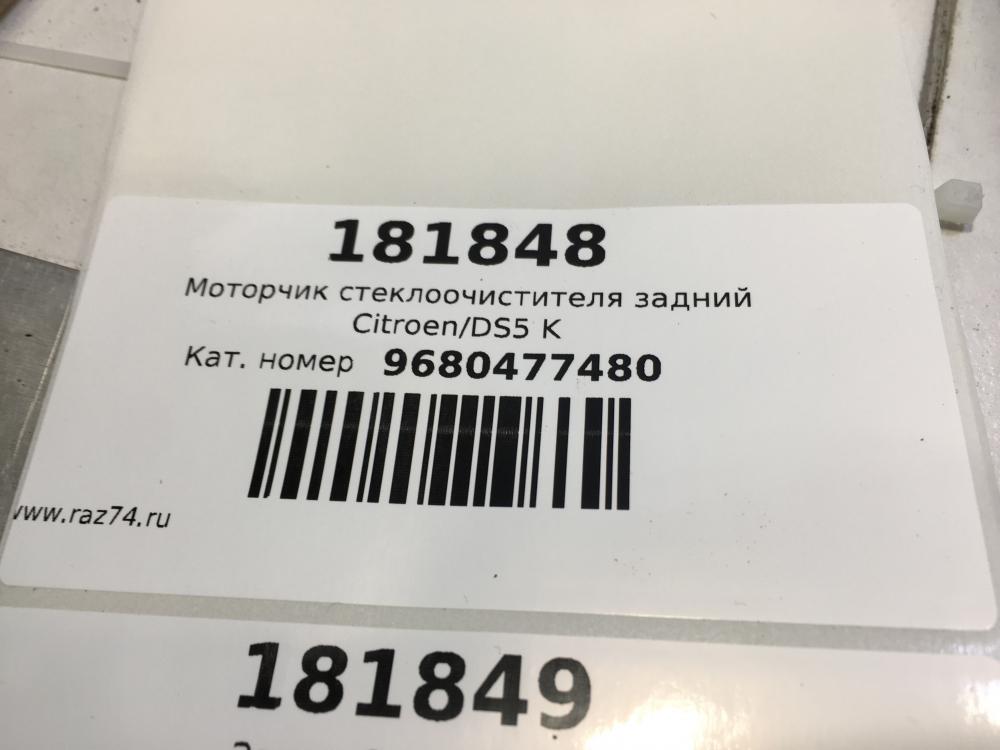 181848
Моторчик стеклоочистителя задний
Citroen/DS5 K
Кат. номер 9680477480
www.raz74.ru
181849